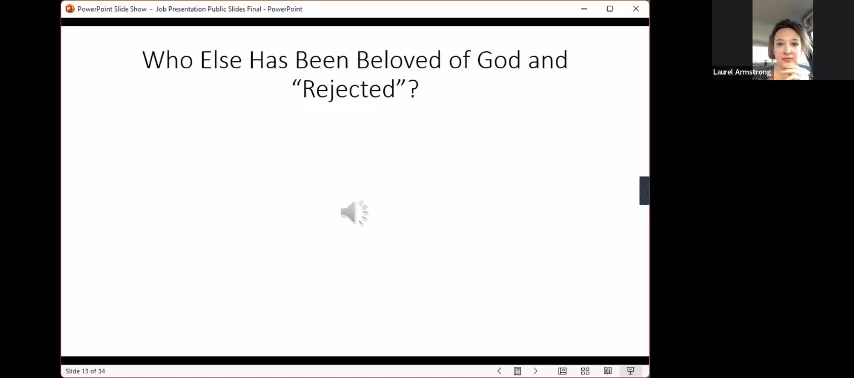 PowerPoint Slide Show - Job Presentation Public Slides Final - PowerPoint
Who Else Has Been Beloved of God and
“Rejected”?
Laurel Armstrong
Slide 13 of 34